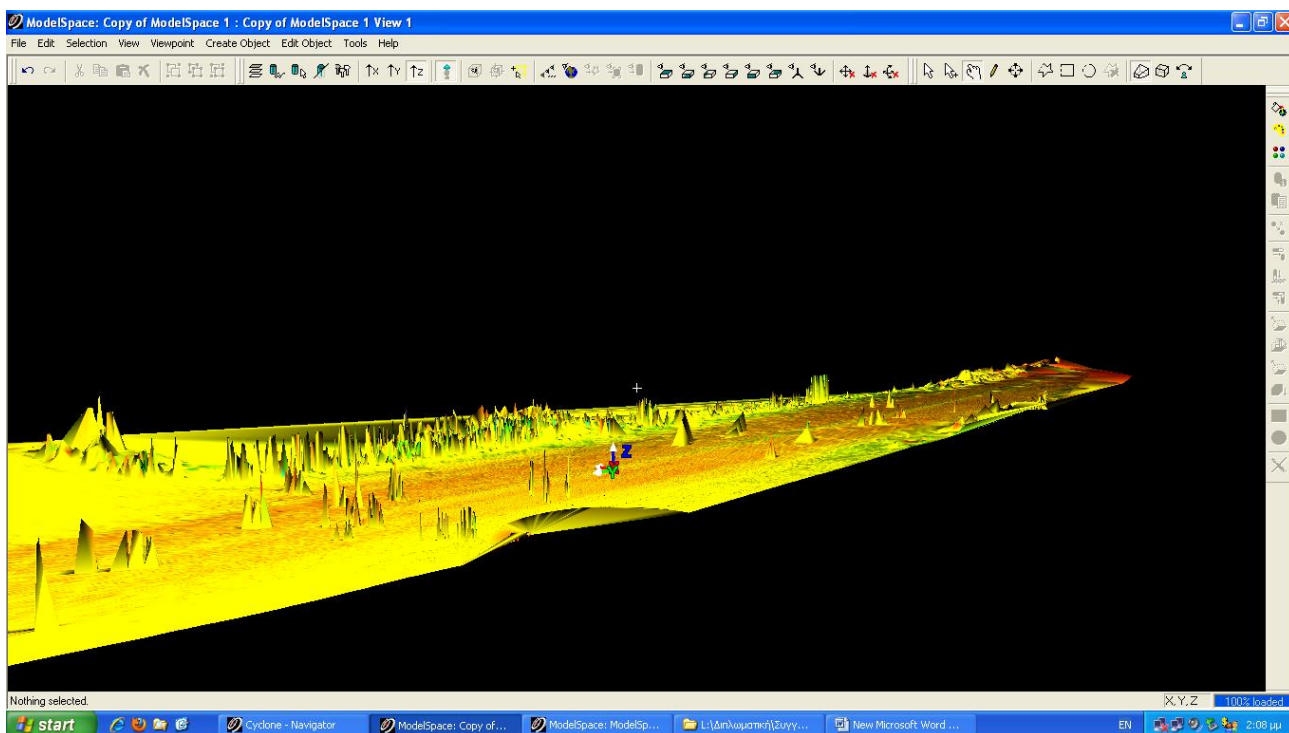 ModelSpace: Copy of ModelSpace 1 : Copy of ModelSpace 1 View 1
File Edit Selection View Viewpoint Create Object Edit Object Tools Help
X Y Z
Z
Y
Nothing selected.
X,Y,Z 100% loaded
start Cyclone - Navigator ModelSpace: Copy of... ModelSpace: ModelSp... L:\Διπλωματική\Συγγ... New Microsoft Word ... EN 2:08 μμ